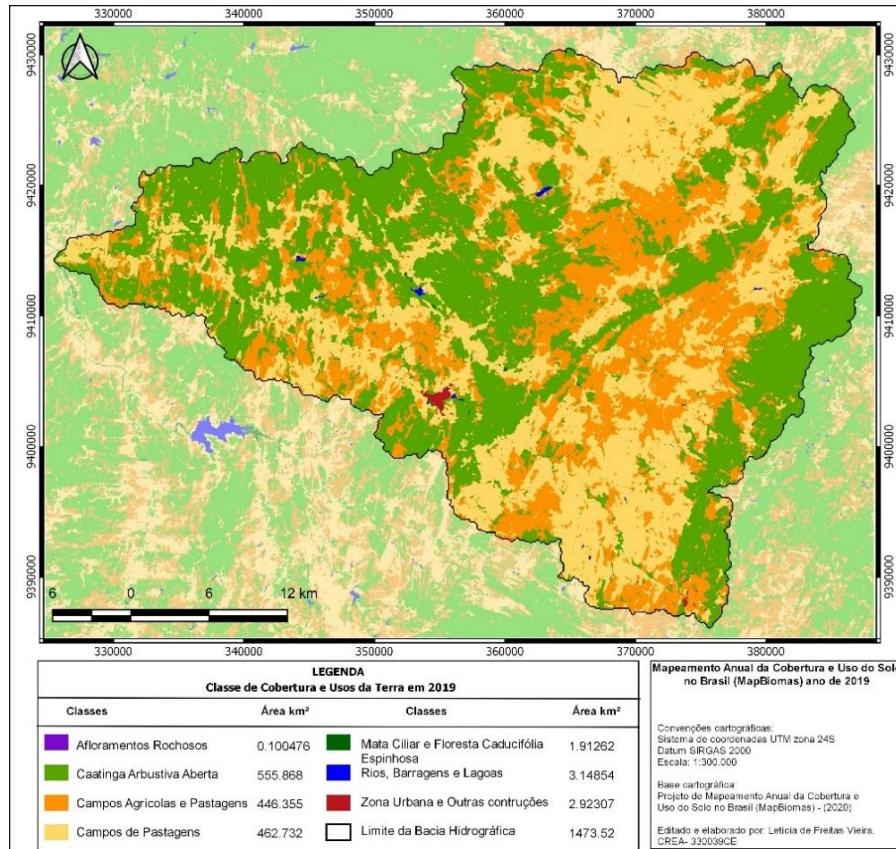 330000 340000 350000 360000 370000 380000
9430000 9430000
9420000 9420000
9410000 9410000
9400000 9400000
9390000 9390000
6 0 6 12 km
330000 340000 350000 360000 370000 380000
LEGENDA
Classe de Cobertura e Usos da Terra em 2019
Classes Área km² Classes Área km²
Afloramentos Rochosos 0.100476 Mata Ciliar e Floresta Caducifólia Espinhosa 1.91262
Caatinga Arbustiva Aberta 555.868 Rios, Barragens e Lagoas 3.14854
Campos Agricolas e Pastagens 446.355 Zona Urbana e Outras contruções 2.92307
Campos de Pastagens 462.732 Limite da Bacia Hidrográfica 1473.52
Mapeamento Anual da Cobertura e Uso do Solo
no Brasil (MapBiomas) ano de 2019
Convenções cartográficas:
Sistema de coordenadas UTM zona 24S
Datum SIRGAS 2000
Escala: 1:300.000
Base cartográfica:
Projeto de Mapeamento Anual da Cobertura e
Uso do Solo no Brasil (MapBiomas) - (2020)
Editado e elaborado por: Letícia de Freitas Vieira.
CREA- 330039CE